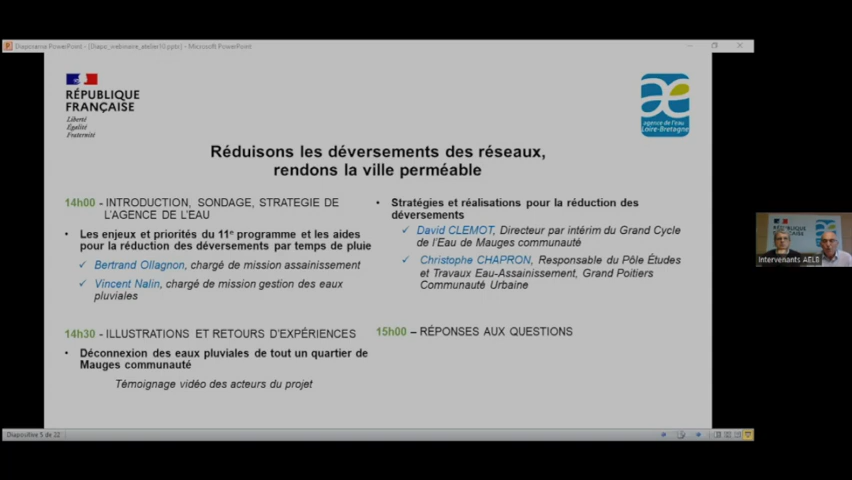 Diaporama PowerPoint - [Diapo_webinaire_atelier10.pptx] - Microsoft PowerPoint
RÉPUBLIQUE
FRANÇAISE
Liberté
Égalité
Fraternité
agence de l'eau
Loire-Bretagne
Réduisons les déversements des réseaux,
rendons la ville perméable
14h00 - INTRODUCTION, SONDAGE, STRATEGIE DE
L'AGENCE DE L'EAU
• Les enjeux et priorités du 11e programme et les aides
pour la réduction des déversements par temps de pluie
✓ Bertrand Ollagnon, chargé de mission assainissement
✓ Vincent Nalin, chargé de mission gestion des eaux
pluviales
14h30 - ILLUSTRATIONS ET RETOURS D'EXPÉRIENCES
• Déconnexion des eaux pluviales de tout un quartier de
Mauges communauté
Témoignage vidéo des acteurs du projet
• Stratégies et réalisations pour la réduction des
déversements
✓ David CLEMOT, Directeur par intérim du Grand Cycle
de l'Eau de Mauges communauté
✓ Christophe CHAPRON, Responsable du Pôle Études
et Travaux Eau-Assainissement, Grand Poitiers
Communauté Urbaine
15h00 – RÉPONSES AUX QUESTIONS
Intervenants AELB
Diapositive 5 de 22